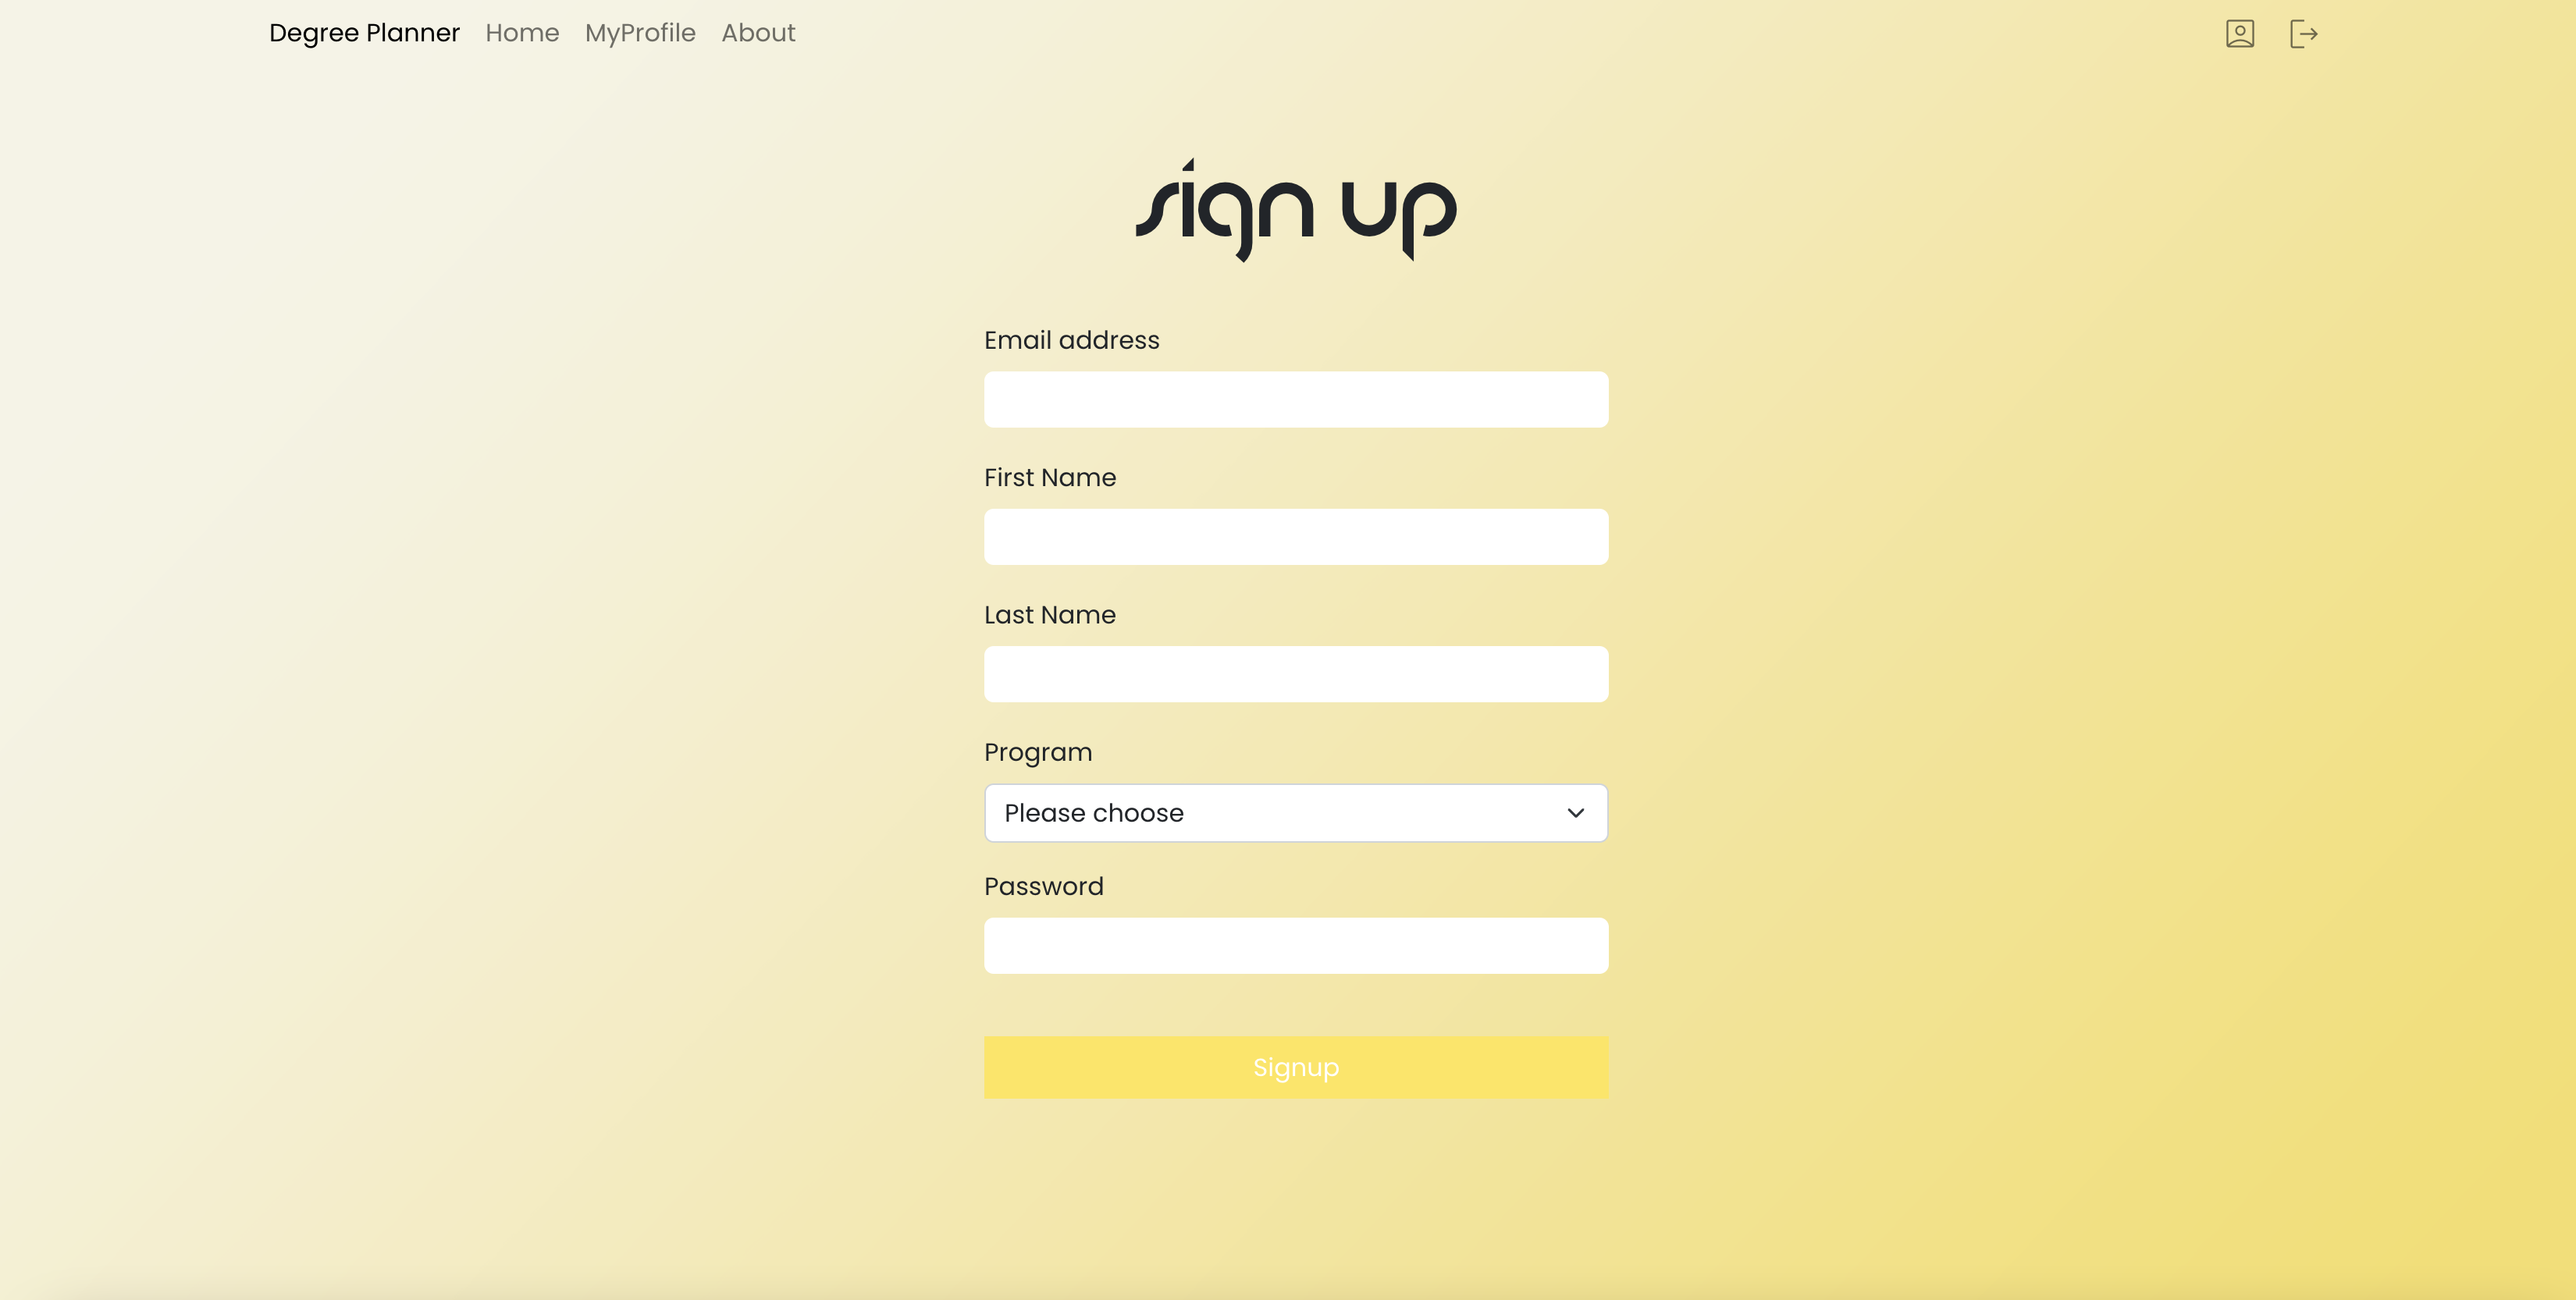 Degree Planner Home MyProfile About
sign up
Email address
First Name
Last Name
Program
Please choose
Password
Signup